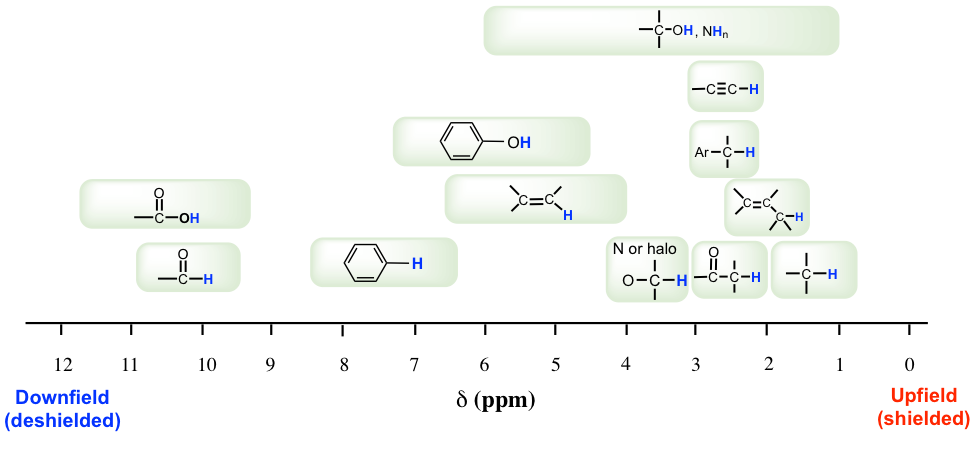 C–OH, NHₙ
–C≡C–H
OH
Ar–C–H
O
C–OH
C=C
H
C=C
C–H
O
C–H
H
N or halo
O–C–H
O
C–C–H
C–H
12 11 10 9 8 7 6 5 4 3 2 1 0
Downfield
(deshielded)
δ (ppm)
Upfield
(shielded)